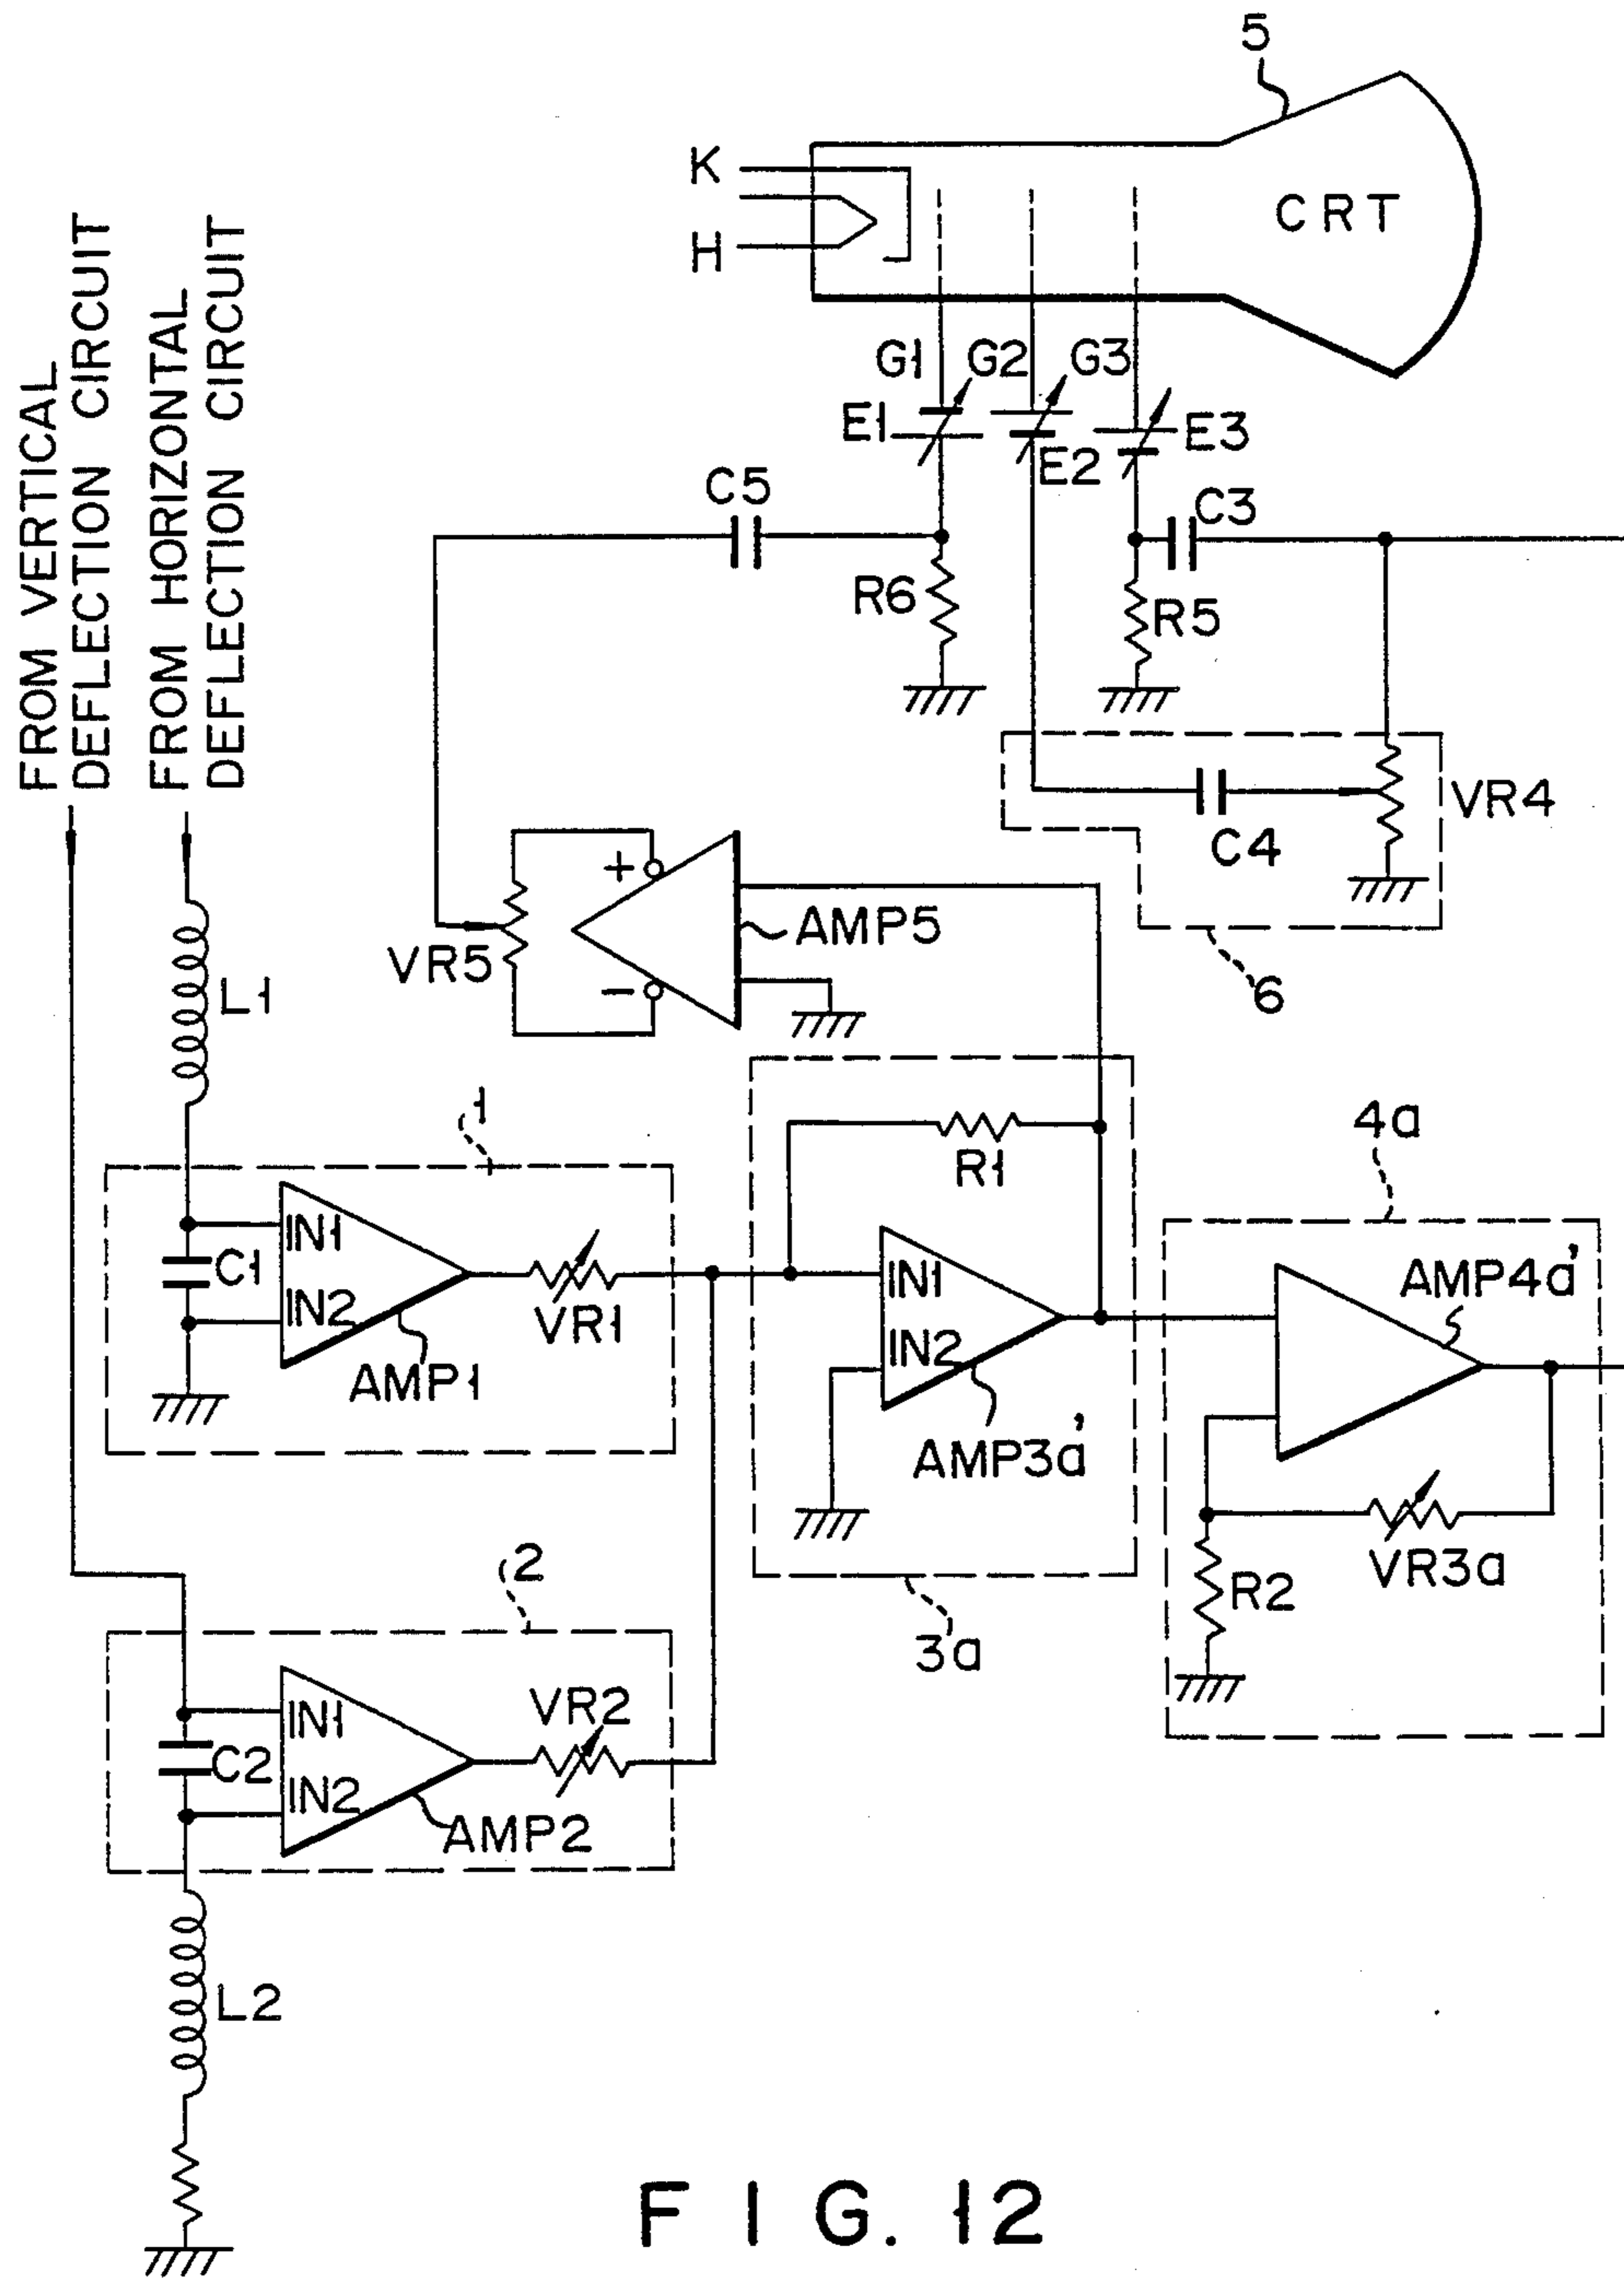 5
K
H
CRT
FROM VERTICAL
DEFLECTION CIRCUIT
FROM HORIZONTAL
DEFLECTION CIRCUIT
G1
G2
G3
E1
E2
E3
C5
C3
R6
R5
VR4
C4
6
+
AMP5
VR5
−
L1
1
R1
4a
IN1
C1
IN2
VR1
AMP1
IN1
IN2
AMP3a'
AMP4a'
VR3a
R2
3a
2
IN1
C2
IN2
VR2
AMP2
L2
FIG. 12